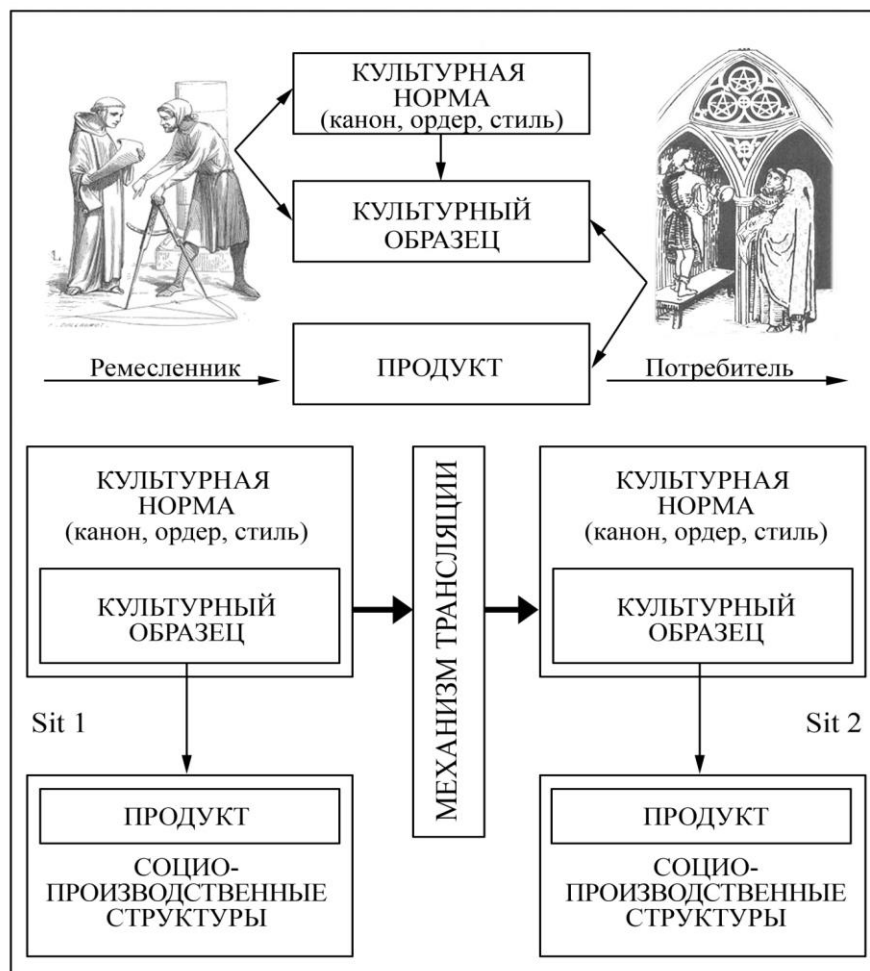 КУЛЬТУРНАЯ
НОРМА
(канон, ордер, стиль)
КУЛЬТУРНЫЙ
ОБРАЗЕЦ
Ремесленник
ПРОДУКТ
Потребитель
КУЛЬТУРНАЯ
НОРМА
(канон, ордер, стиль)
КУЛЬТУРНЫЙ
ОБРАЗЕЦ
МЕХАНИЗМ ТРАНСЛЯЦИИ
КУЛЬТУРНАЯ
НОРМА
(канон, ордер, стиль)
КУЛЬТУРНЫЙ
ОБРАЗЕЦ
Sit 1
Sit 2
ПРОДУКТ
СОЦИО-
ПРОИЗВОДСТВЕННЫЕ
СТРУКТУРЫ
ПРОДУКТ
СОЦИО-
ПРОИЗВОДСТВЕННЫЕ
СТРУКТУРЫ